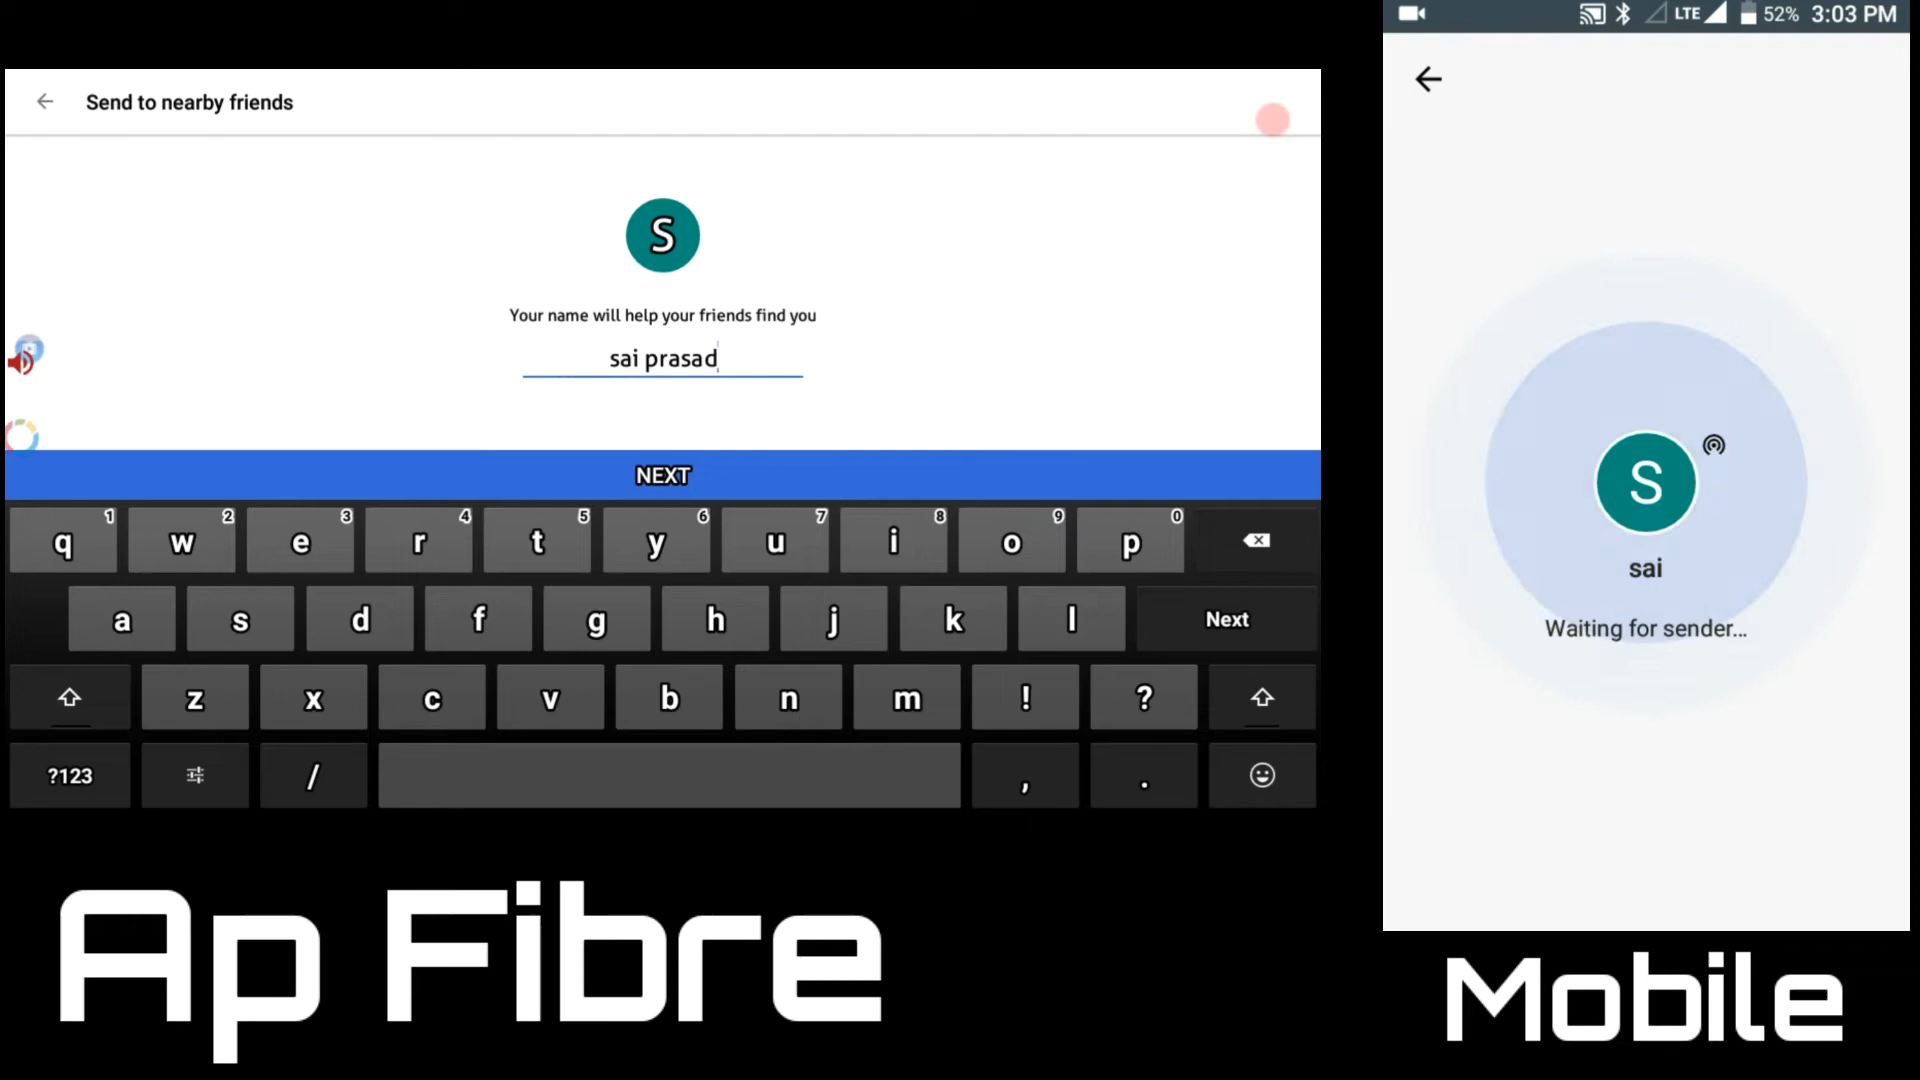 Send to nearby friends
S
Your name will help your friends find you
sai prasad
NEXT
q 1 w 2 e 3 r 4 t 5 y 6 u 7 i 8 o 9 p 0
a s d f g h j k l Next
z x c v b n m ! ?
?123 / , .
Ap Fibre
LTE 52% 3:03 PM
S
sai
Waiting for sender...
Mobile